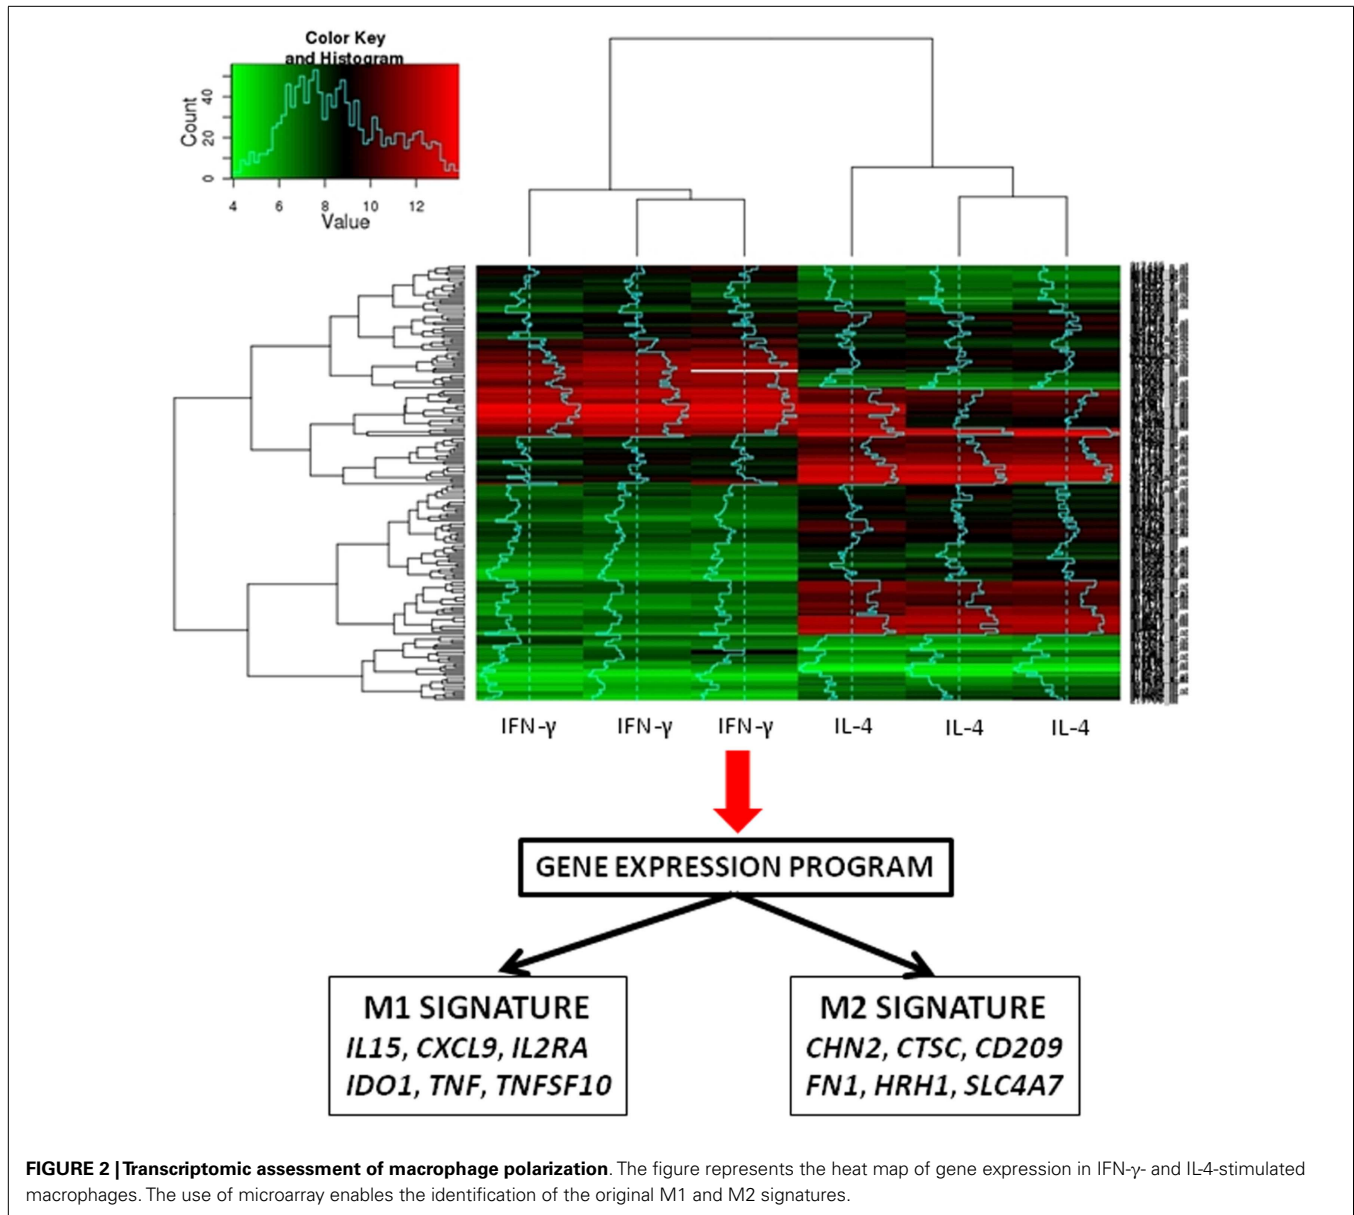 Color Key
and Histogram
Count
0 20 40
4 6 8 10 12
Value
IFN-γ IFN-γ IFN-γ IL-4 IL-4 IL-4
GENE EXPRESSION PROGRAM
M1 SIGNATURE
IL15, CXCL9, IL2RA
IDO1, TNF, TNFSF10
M2 SIGNATURE
CHN2, CTSC, CD209
FN1, HRH1, SLC4A7
FIGURE 2 | Transcriptomic assessment of macrophage polarization. The figure represents the heat map of gene expression in IFN-γ- and IL-4-stimulated
macrophages. The use of microarray enables the identification of the original M1 and M2 signatures.